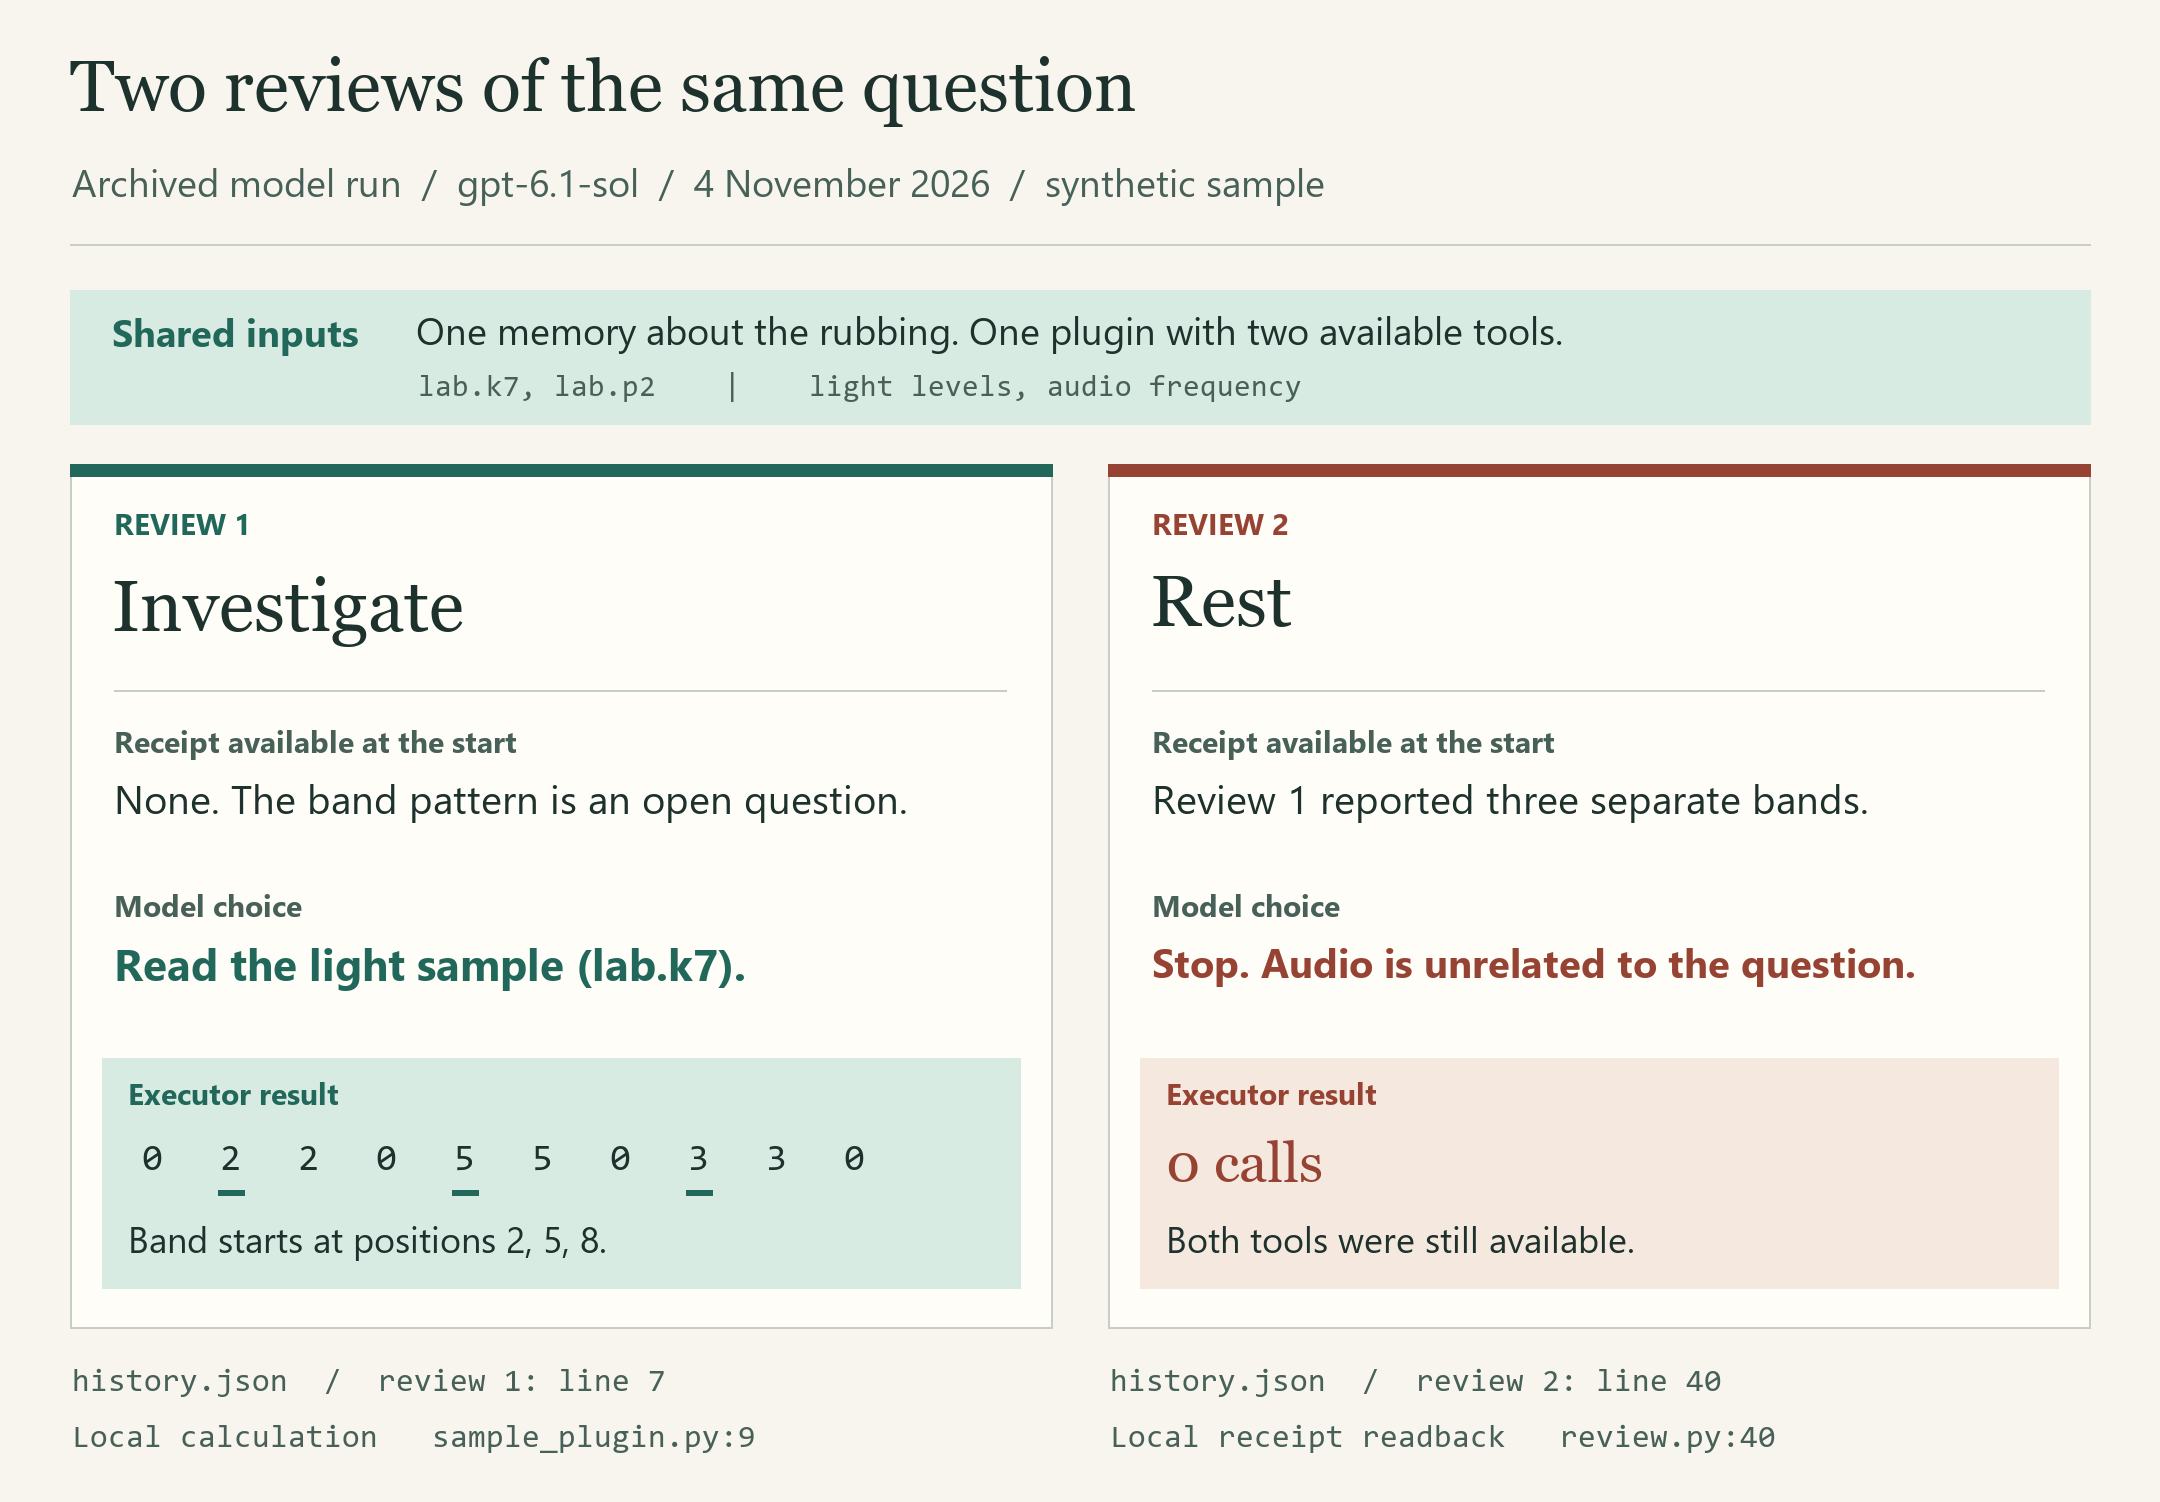 Two reviews of the same question
Archived model run / gpt-6.1-sol / 4 November 2026 / synthetic sample
Shared inputs One memory about the rubbing. One plugin with two available tools.
lab.k7, lab.p2 | light levels, audio frequency
REVIEW 1
Investigate
Receipt available at the start
None. The band pattern is an open question.
Model choice
Read the light sample (lab.k7).
Executor result
0 2 2 0 5 5 0 3 3 0
Band starts at positions 2, 5, 8.
history.json / review 1: line 7
Local calculation sample_plugin.py:9
REVIEW 2
Rest
Receipt available at the start
Review 1 reported three separate bands.
Model choice
Stop. Audio is unrelated to the question.
Executor result
0 calls
Both tools were still available.
history.json / review 2: line 40
Local receipt readback review.py:40